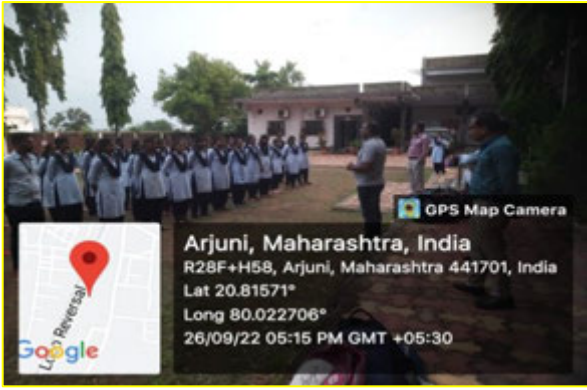 GPS Map Camera
Arjuni, Maharashtra, India
R28F+H58, Arjuni, Maharashtra 441701, India
Lat 20.81571°
Long 80.022706°
26/09/22 05:15 PM GMT +05:30
Reversal
Google